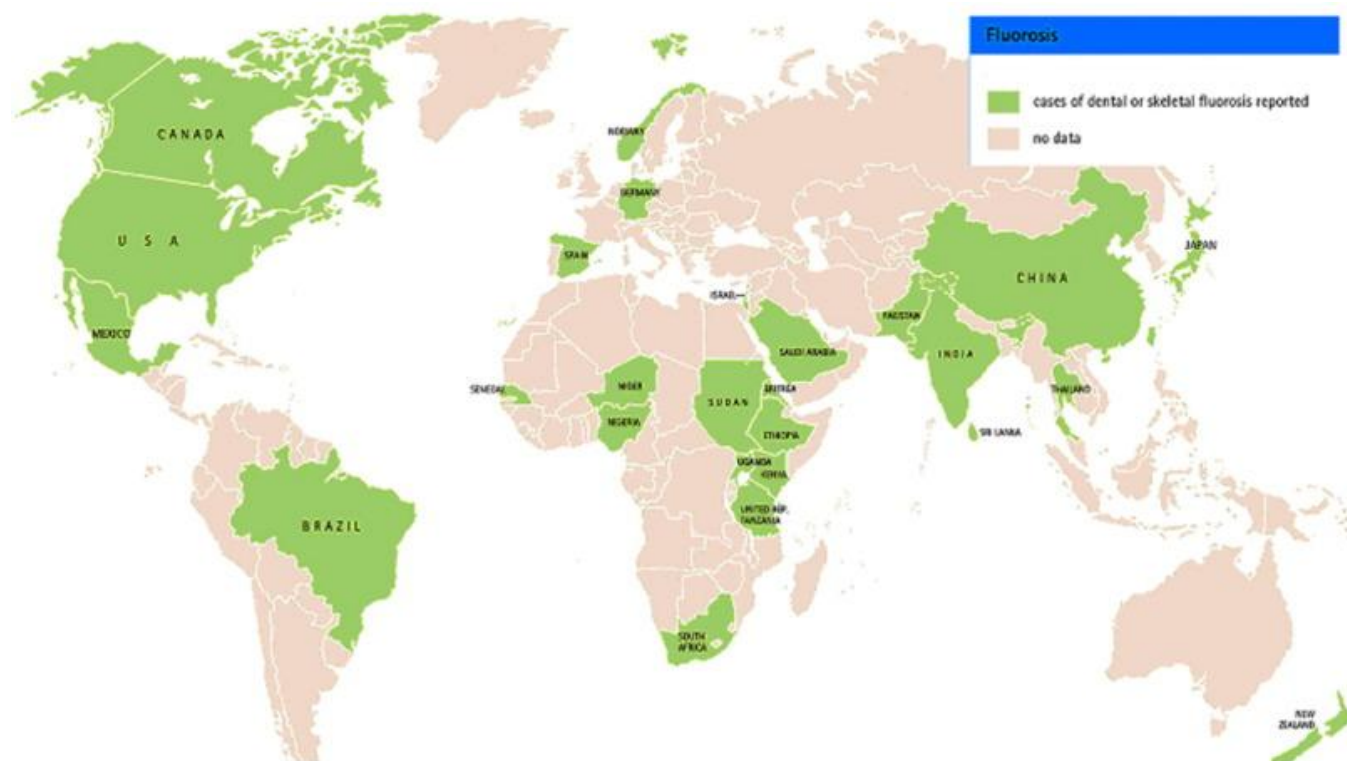 Fluorosis
cases of dental or skeletal fluorosis reported
no data
CANADA
NORWAY
GERMANY
U S A
SPAIN
JAPAN
CHINA
ISRAEL
MEXICO
PAKISTAN
SAUDI ARABIA
INDIA
SENEGAL
NIGER
ERITREA
THAILAND
SUDAN
NIGERIA
SRI LANKA
ETHIOPIA
UGANDA
KENYA
UNITED REP.
TANZANIA
BRAZIL
SOUTH
AFRICA
NEW
ZEALAND